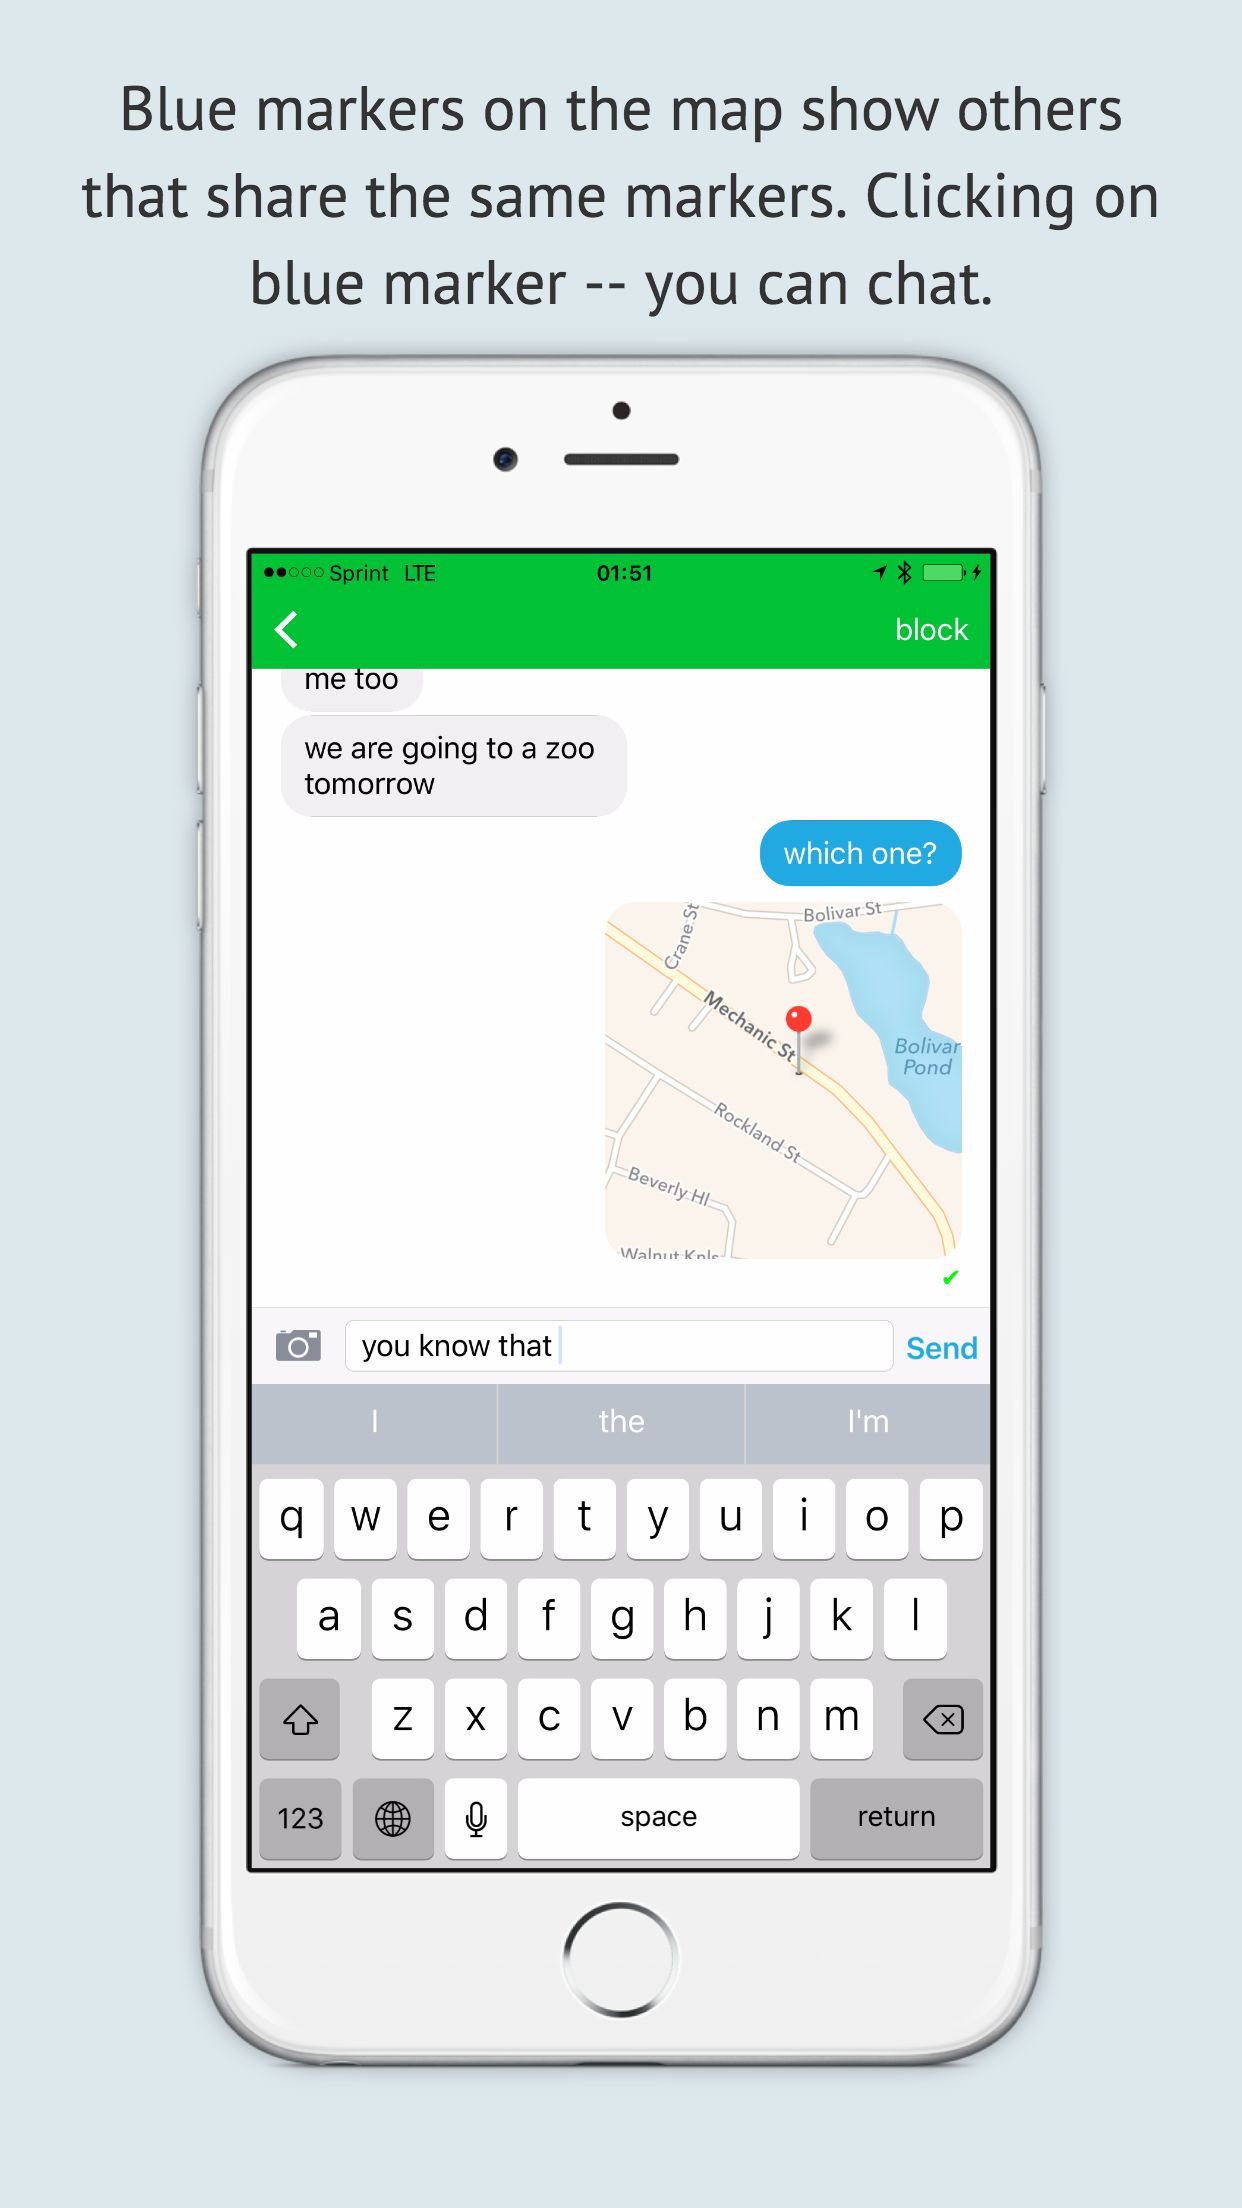 Blue markers on the map show others
that share the same markers. Clicking on
blue marker -- you can chat.
Sprint LTE 01:51
block
me too
we are going to a zoo
tomorrow
which one?
Bolivar St
Crane St
Mechanic St
Bolivar
Pond
Rockland St
Beverly Hl
Walnut Knls
✔
you know that
Send
I the I'm
q w e r t y u i o p
a s d f g h j k l
z x c v b n m
123 space return